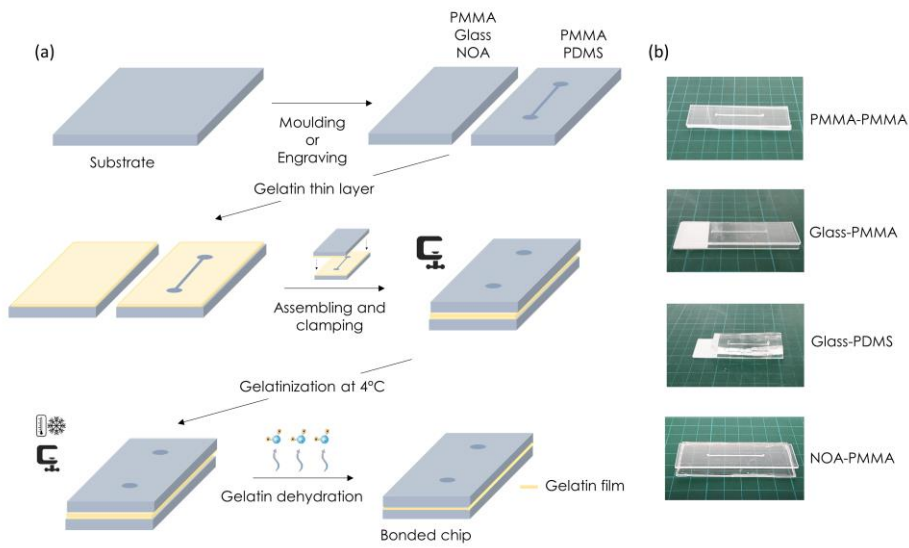 (a)
PMMA
Glass
NOA
PMMA
PDMS
(b)
Substrate
Moulding
or
Engraving
PMMA-PMMA
Gelatin thin layer
Glass-PMMA
Assembling and
clamping
Glass-PDMS
Gelatinization at 4ºC
Gelatin dehydration
Gelatin film
Bonded chip
NOA-PMMA